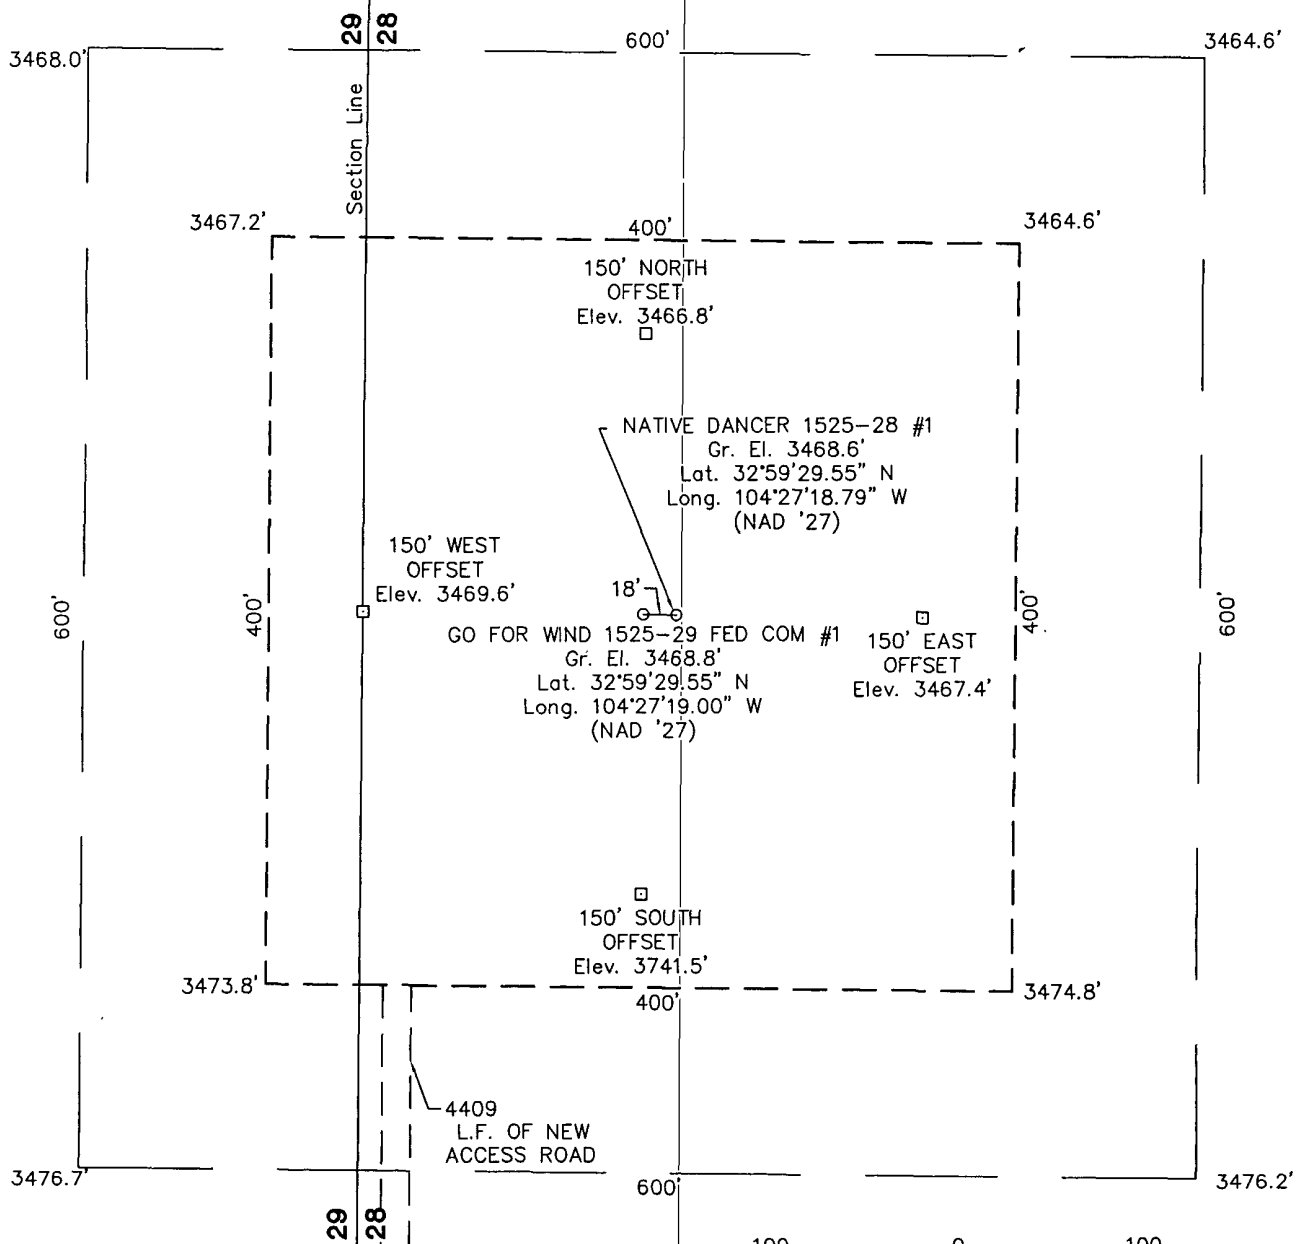 29
28
600'
3468.0'
3464.6'
Section Line
3467.2'
400'
3464.6'
150' NORTH
OFFSET
Elev. 3466.8'
NATIVE DANCER 1525-28 #1
Gr. El. 3468.6'
Lat. 32°59'29.55" N
Long. 104°27'18.79" W
(NAD '27)
150' WEST
OFFSET
Elev. 3469.6'
18'
600'
400'
400'
600'
GO FOR WIND 1525-29 FED COM #1
Gr. El. 3468.8'
Lat. 32°59'29.55" N
Long. 104°27'19.00" W
(NAD '27)
150' EAST
OFFSET
Elev. 3467.4'
150' SOUTH
OFFSET
Elev. 3741.5'
3473.8'
400'
3474.8'
4409
L.F. OF NEW
ACCESS ROAD
3476.7'
600'
3476.2'
29
28
100
0
100